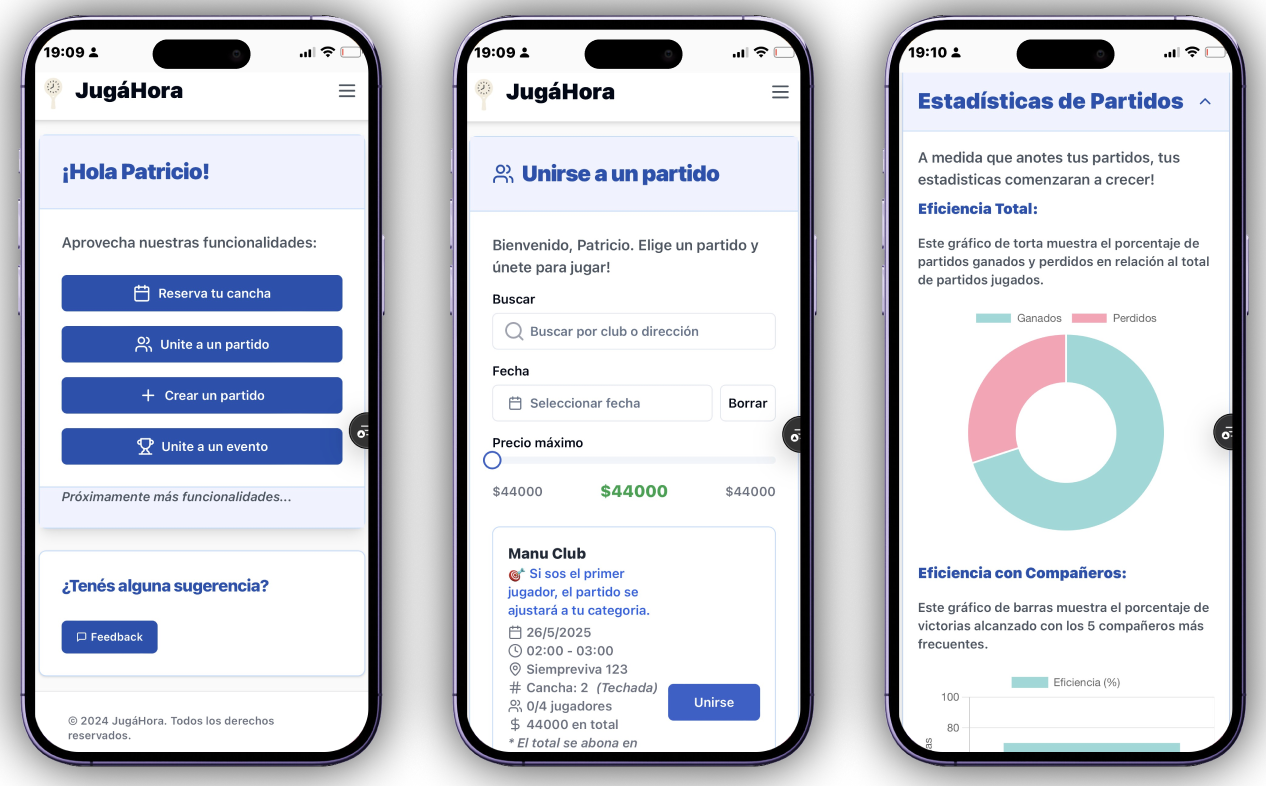 19:09
JugáHora
¡Hola Patricio!
Aprovecha nuestras funcionalidades:
Reserva tu cancha
Unite a un partido
Crear un partido
Unite a un evento
Próximamente más funcionalidades...
¿Tenés alguna sugerencia?
Feedback
© 2024 JugáHora. Todos los derechos
reservados.
19:09
JugáHora
Unirse a un partido
Bienvenido, Patricio. Elige un partido y
únete para jugar!
Buscar
Buscar por club o dirección
Fecha
Seleccionar fecha
Borrar
Precio máximo
$44000 $44000 $44000
Manu Club
🎯 Si sos el primer
jugador, el partido se
ajustará a tu categoria.
26/5/2025
02:00 - 03:00
Siempreviva 123
Cancha: 2 (Techada)
0/4 jugadores
Unirse
44000 en total
* El total se abona en
19:10
Estadísticas de Partidos
A medida que anotes tus partidos, tus
estadisticas comenzaran a crecer!
Eficiencia Total:
Este gráfico de torta muestra el porcentaje de
partidos ganados y perdidos en relación al total
de partidos jugados.
Ganados Perdidos
Eficiencia con Compañeros:
Este gráfico de barras muestra el porcentaje de
victorias alcanzado con los 5 compañeros más
frecuentes.
Eficiencia (%)
100
80